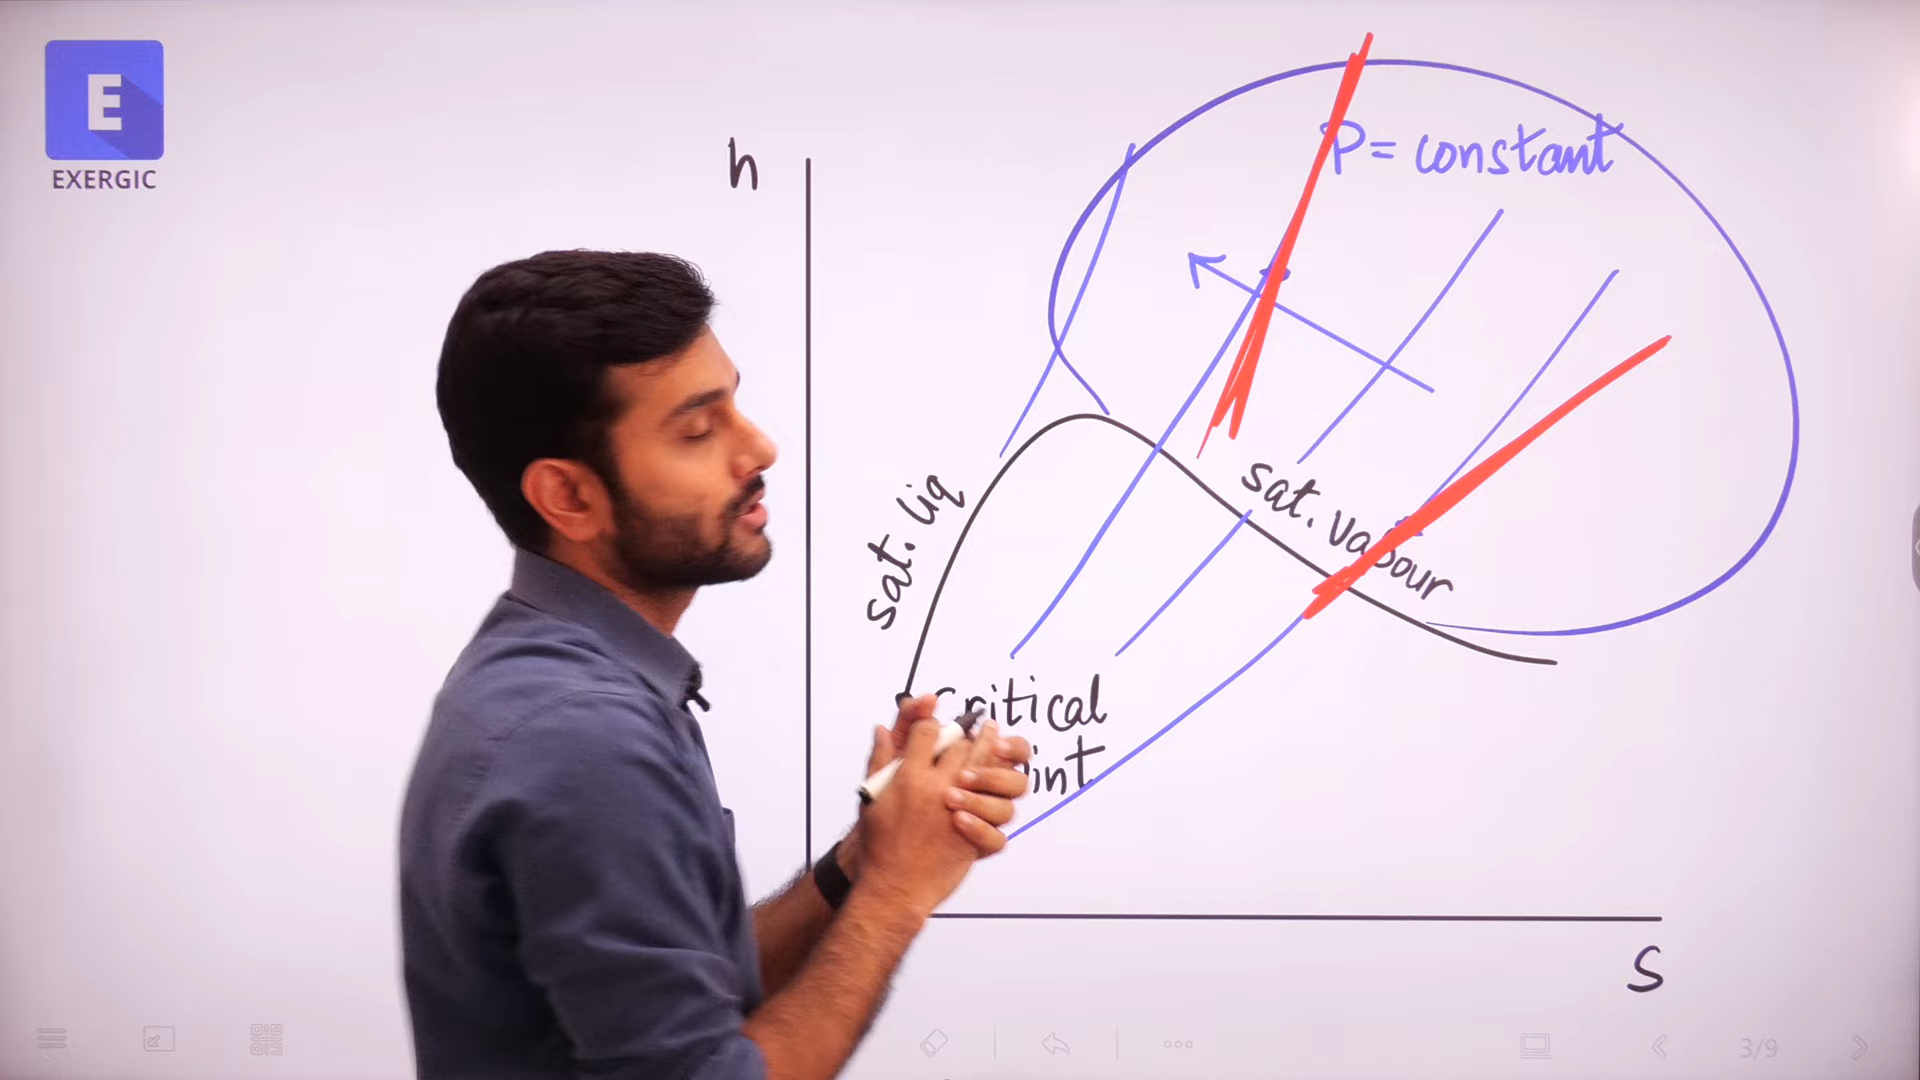 E
EXERGIC
h
P = constant
sat. liq
sat. vapour
critical
S
3/9